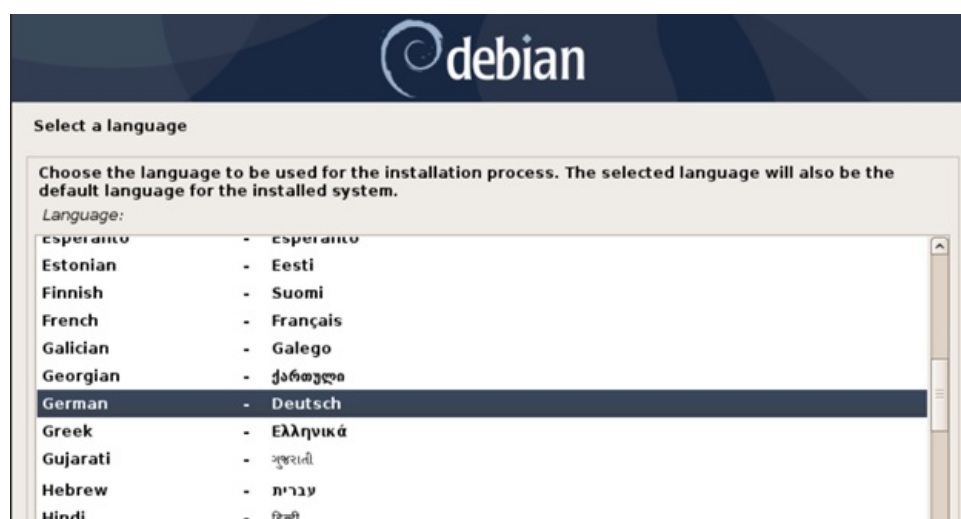 debian
Select a language
Choose the language to be used for the installation process. The selected language will also be the
default language for the installed system.
Language:
Esperanto - Esperanto
Estonian - Eesti
Finnish - Suomi
French - Français
Galician - Galego
Georgian - ქართული
German - Deutsch
Greek - Ελληνικά
Gujarati - ગુજરાતી
Hebrew - עברית
Hindi - हिन्दी